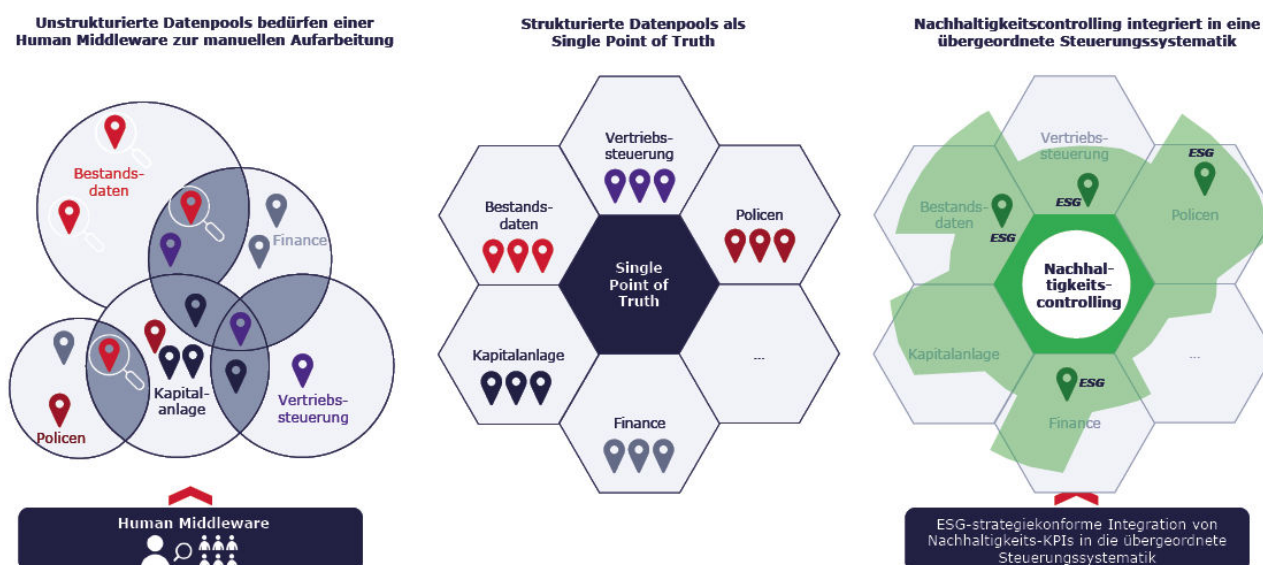 Unstrukturierte Datenpools bedürfen einer
Human Middleware zur manuellen Aufarbeitung
Bestands-
daten
Finance
Kapital-
anlage
Vertriebs-
steuerung
Policen
Human Middleware
Strukturierte Datenpools als
Single Point of Truth
Vertriebs-
steuerung
Bestands-
daten
Policen
Single
Point of
Truth
Kapitalanlage
...
Finance
Nachhaltigkeitscontrolling integriert in eine
übergeordnete Steuerungssystematik
Vertriebs-
steuerung
ESG
ESG
Bestands-
daten
ESG
Policen
Nachhal-
tigkeits-
controlling
Kapitalanlage
...
ESG
Finance
ESG-strategiekonforme Integration von
Nachhaltigkeits-KPIs in die übergeordnete
Steuerungssystematik